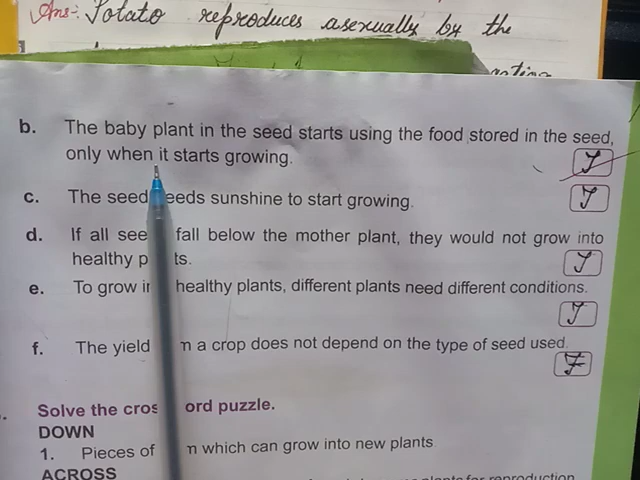 Ans:- Potato reproduces asexually by the
b. The baby plant in the seed starts using the food stored in the seed,
only when it starts growing.
T
c. The seed eeds sunshine to start growing.
T
d. If all see fall below the mother plant, they would not grow into
healthy p ts.
T
e. To grow in healthy plants, different plants need different conditions.
T
f. The yield m a crop does not depend on the type of seed used.
F
Solve the cros ord puzzle.
DOWN
1. Pieces of m which can grow into new plants
ACROSS
for reproduction